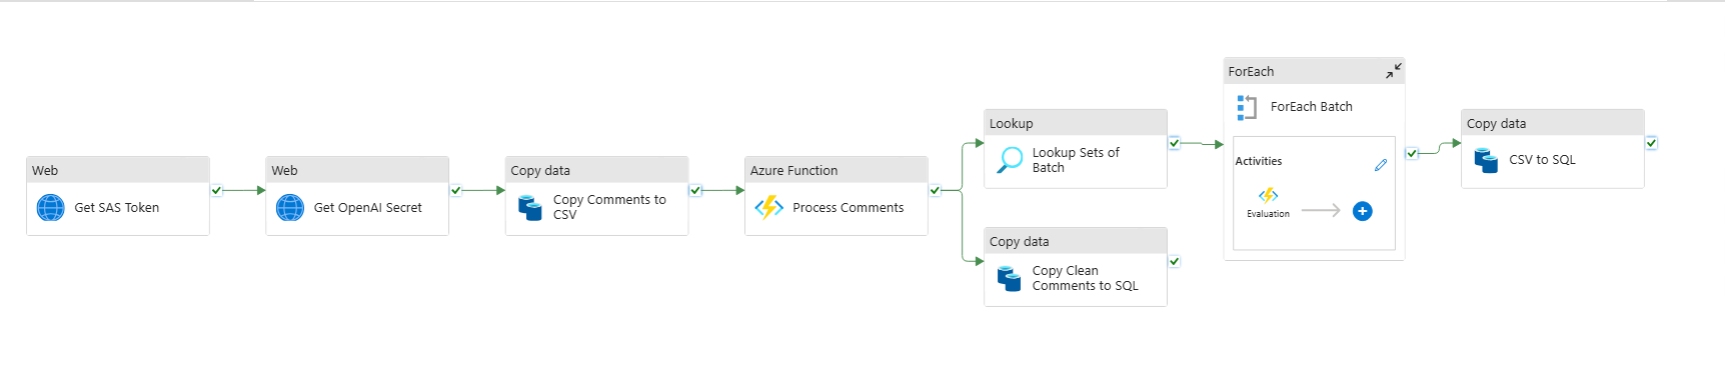 Web
Get SAS Token
Web
Get OpenAI Secret
Copy data
Copy Comments to
CSV
Azure Function
Process Comments
Lookup
Lookup Sets of
Batch
Copy data
Copy Clean
Comments to SQL
ForEach
ForEach Batch
Activities
Evaluation
Copy data
CSV to SQL